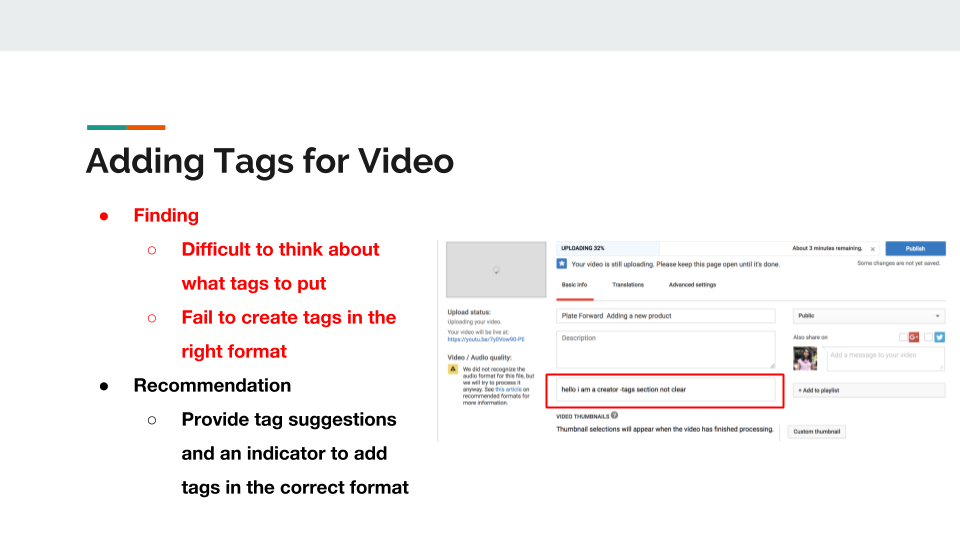 Adding Tags for Video
● Finding
○ Difficult to think about
what tags to put
○ Fail to create tags in the
right format
● Recommendation
○ Provide tag suggestions
and an indicator to add
tags in the correct format
UPLOADING 32%
About 3 minutes remaining.
×
Publish
Your video is still uploading. Please keep this page open until it's done.
Some changes are not yet saved.
Basic info
Translations
Advanced settings
Upload status:
Uploading your video.
Your video will be live at:
https://youtu.be/7y0Vow90-PE
Video / Audio quality:
We did not recognize the
audio format for this file, but
we will try to process it
anyway. See this article on
recommended formats for
more information.
Plate Forward Adding a new product
Description
hello i am a creator -tags section not clear
VIDEO THUMBNAILS ?
Thumbnail selections will appear when the video has finished processing.
Public
Also share on
G+
Add a message to your video
+ Add to playlist
Custom thumbnail